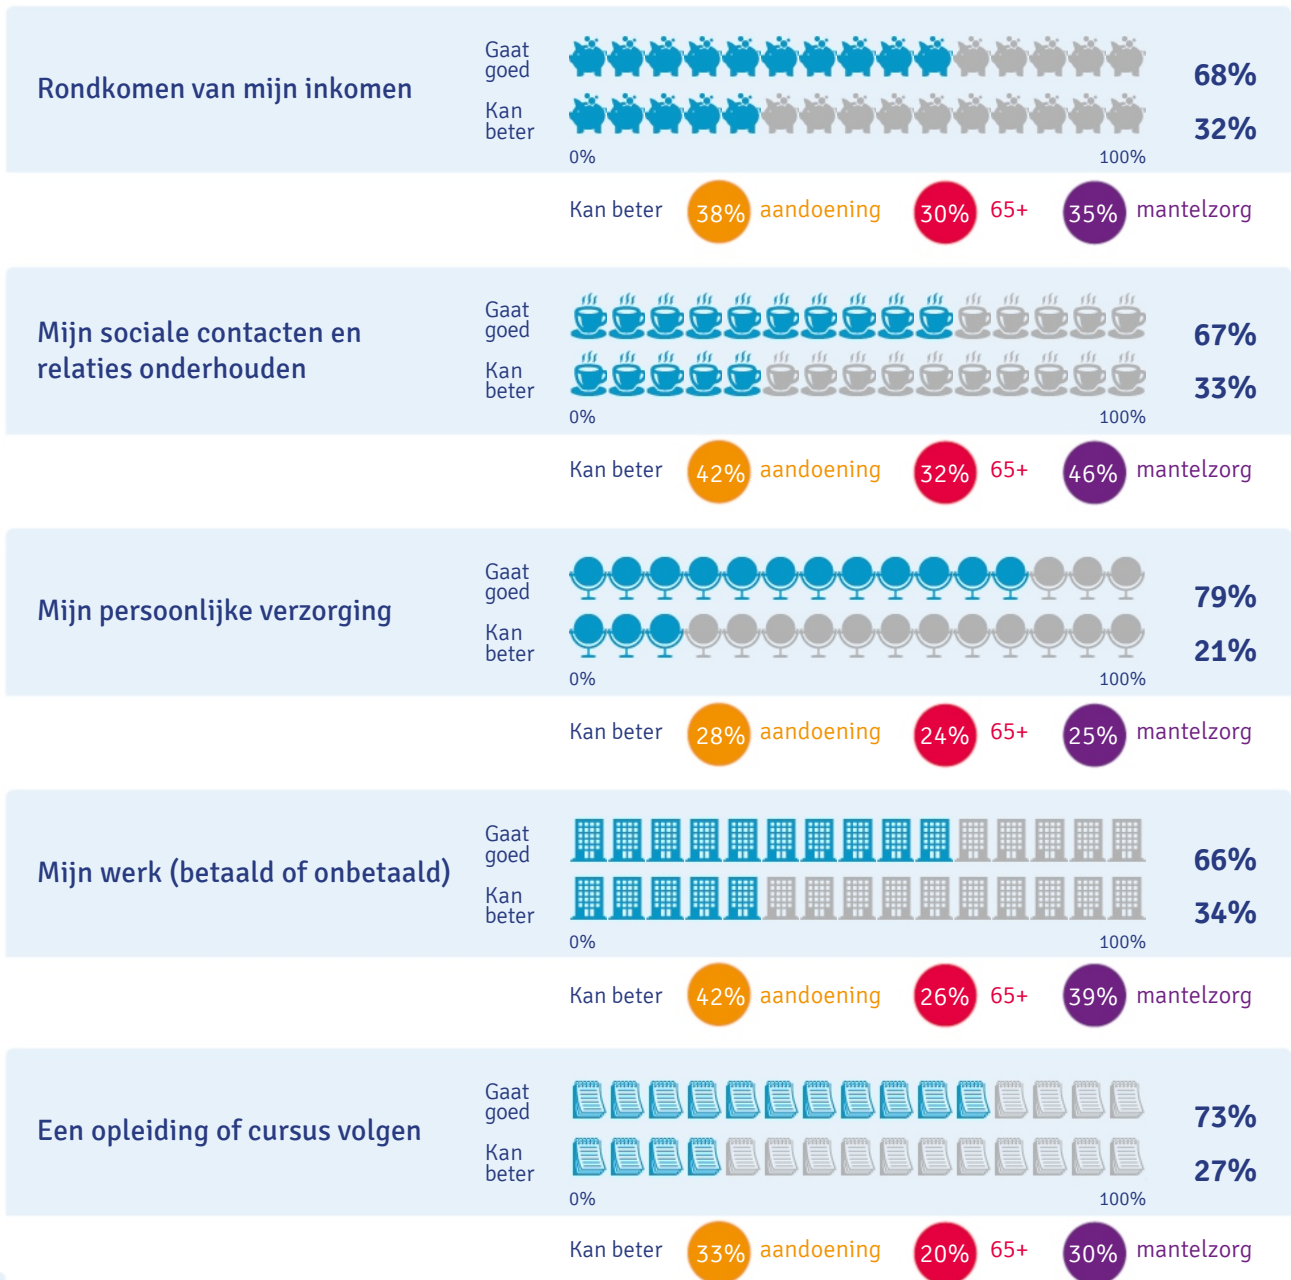 Rondkomen van mijn inkomen
Gaat
goed
68%
Kan
beter
32%
0% 100%
Kan beter 38% aandoening 30% 65+ 35% mantelzorg
Mijn sociale contacten en
relaties onderhouden
Gaat
goed
67%
Kan
beter
33%
0% 100%
Kan beter 42% aandoening 32% 65+ 46% mantelzorg
Mijn persoonlijke verzorging
Gaat
goed
79%
Kan
beter
21%
0% 100%
Kan beter 28% aandoening 24% 65+ 25% mantelzorg
Mijn werk (betaald of onbetaald)
Gaat
goed
66%
Kan
beter
34%
0% 100%
Kan beter 42% aandoening 26% 65+ 39% mantelzorg
Een opleiding of cursus volgen
Gaat
goed
73%
Kan
beter
27%
0% 100%
Kan beter 33% aandoening 20% 65+ 30% mantelzorg